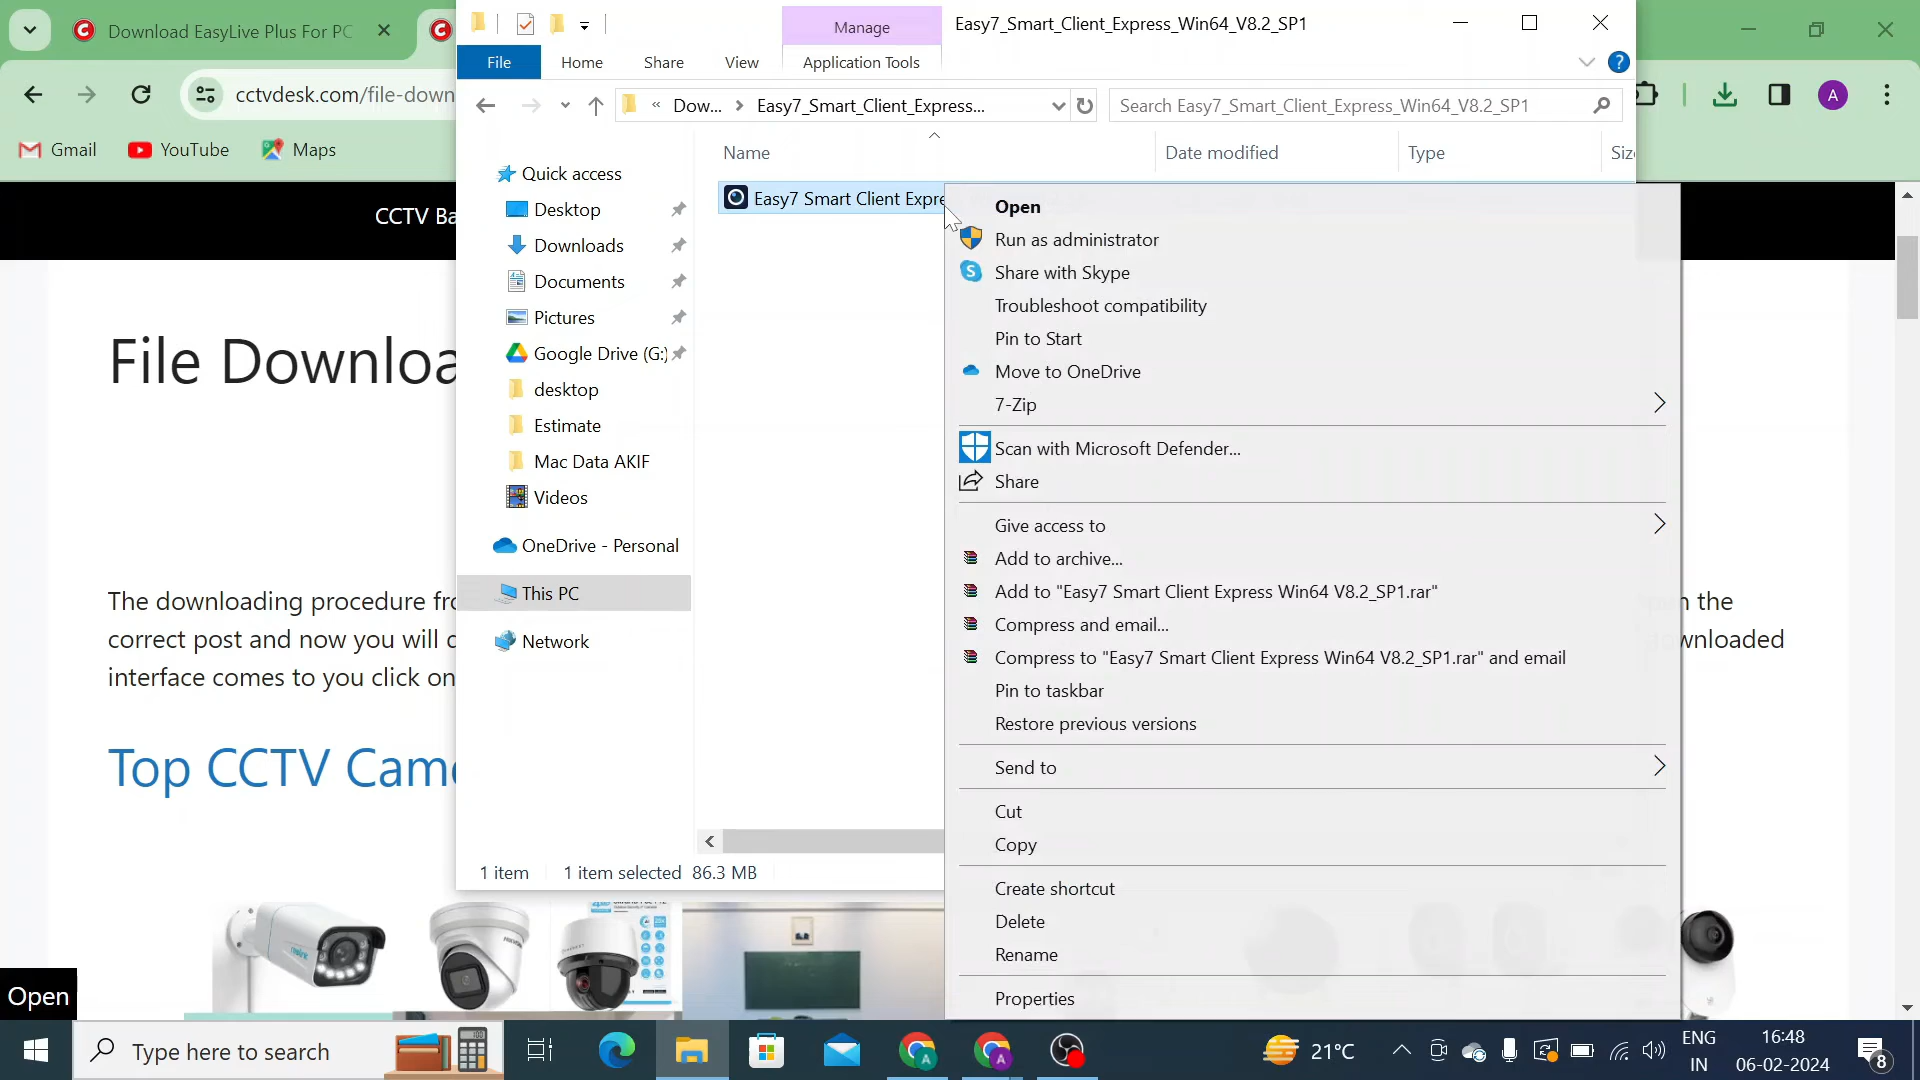 Download EasyLive Plus For PC
Manage
Easy7_Smart_Client_Express_Win64_V8.2_SP1
File
Home
Share
View
Application Tools
cctvdesk.com/file-down
« Dow... > Easy7_Smart_Client_Express...
Search Easy7_Smart_Client_Express_Win64_V8.2_SP1
A
Gmail
YouTube
Maps
Name
Date modified
Type
Siz
Quick access
Desktop
Downloads
Documents
Pictures
Google Drive (G:)
desktop
Estimate
Mac Data AKIF
Videos
OneDrive - Personal
This PC
Network
Easy7 Smart Client Expre
Open
Run as administrator
Share with Skype
Troubleshoot compatibility
Pin to Start
Move to OneDrive
7-Zip
Scan with Microsoft Defender...
Share
Give access to
Add to archive...
Add to "Easy7 Smart Client Express Win64 V8.2_SP1.rar"
Compress and email...
Compress to "Easy7 Smart Client Express Win64 V8.2_SP1.rar" and email
Pin to taskbar
Restore previous versions
Send to
Cut
Copy
Create shortcut
Delete
Rename
Properties
1 item 1 item selected 86.3 MB
CCTV Ba
File Downloa
The downloading procedure fr
the
correct post and now you will
ownloaded
interface comes to you click on
Top CCTV Cam
Open
Type here to search
21°C
ENG
IN
16:48
06-02-2024
8